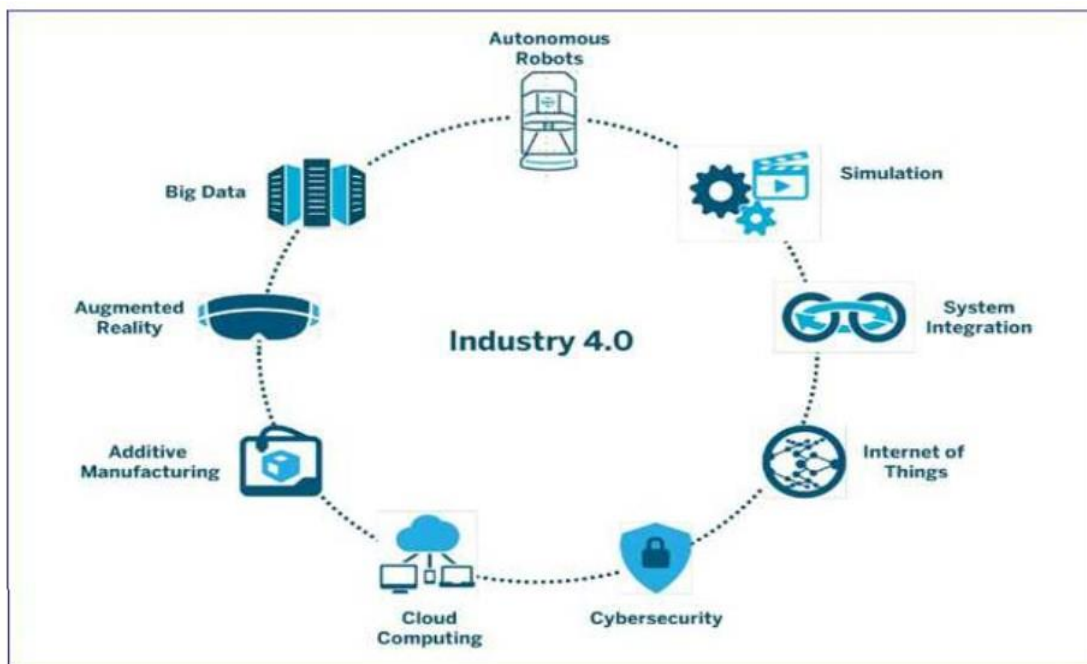 Autonomous
Robots
Simulation
Big Data
System
Integration
Augmented
Reality
Industry 4.0
Internet of
Things
Additive
Manufacturing
Cybersecurity
Cloud
Computing